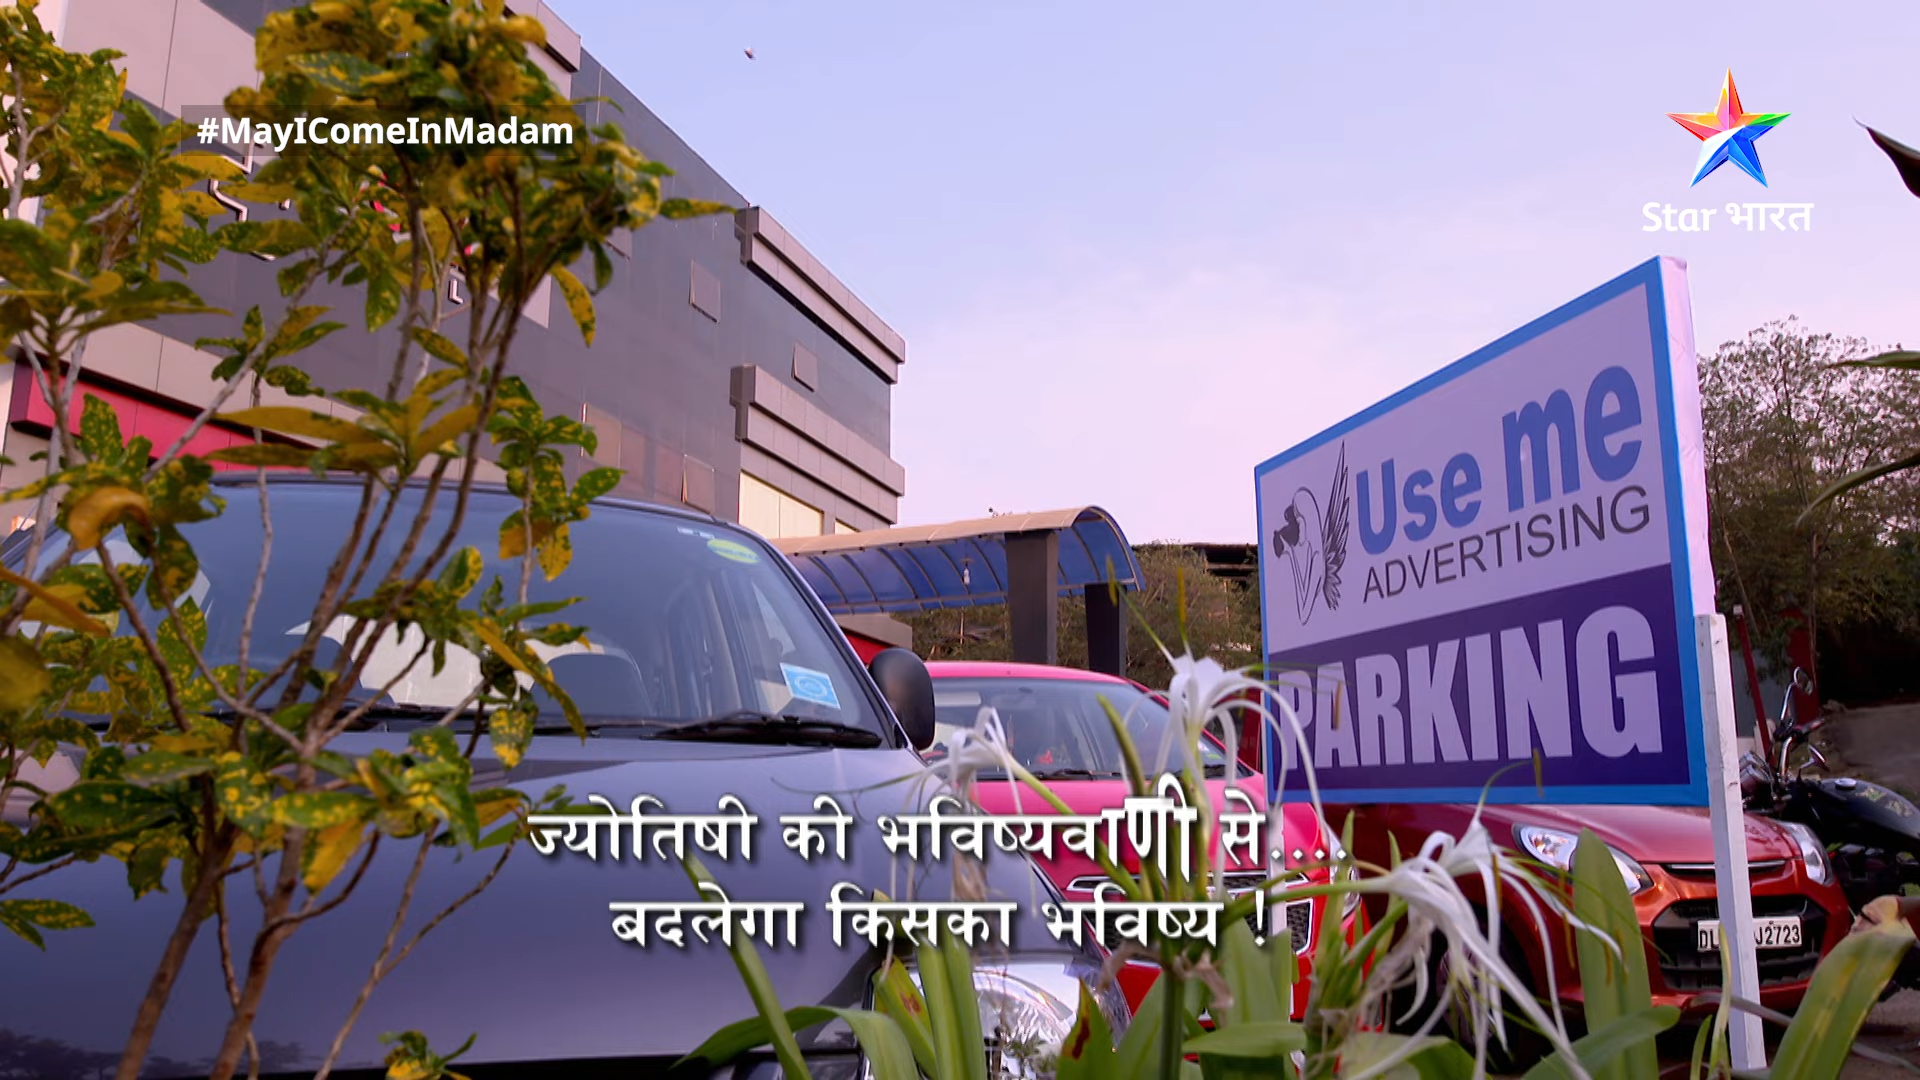 #MayIComeInMadam
Star भारत
Use me
ADVERTISING
PARKING
ज्योतिषी की भविष्यवाणी से....
बदलेगा किसका भविष्य !